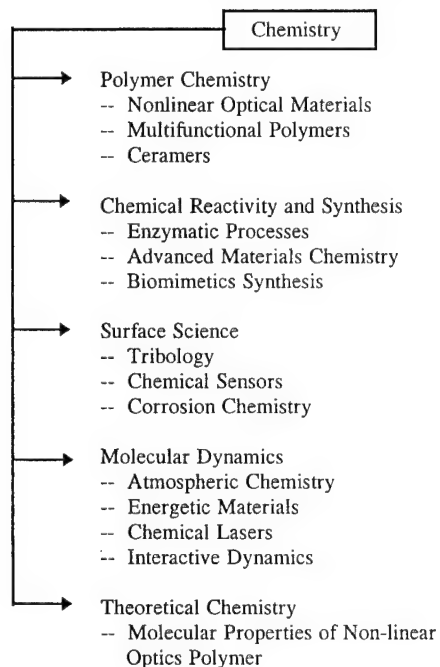 Chemistry
Polymer Chemistry
-- Nonlinear Optical Materials
-- Multifunctional Polymers
-- Ceramers
Chemical Reactivity and Synthesis
-- Enzymatic Processes
-- Advanced Materials Chemistry
-- Biomimetics Synthesis
Surface Science
-- Tribology
-- Chemical Sensors
-- Corrosion Chemistry
Molecular Dynamics
-- Atmospheric Chemistry
-- Energetic Materials
-- Chemical Lasers
-- Interactive Dynamics
Theoretical Chemistry
-- Molecular Properties of Non-linear
Optics Polymer